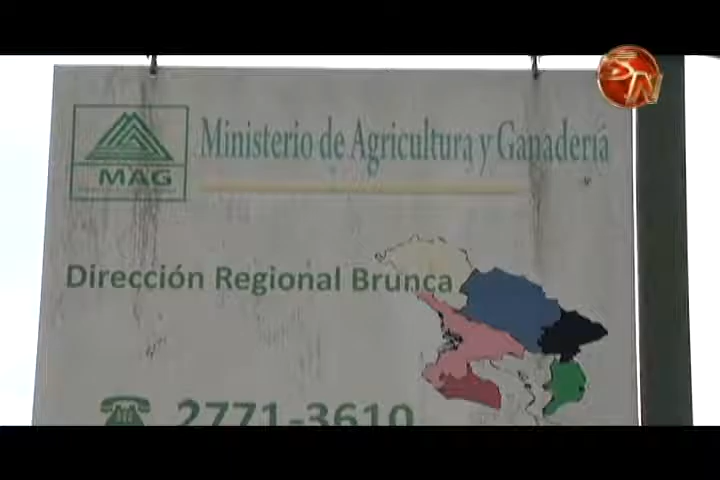 MAG
Ministerio de Agricultura y Ganadería
Dirección Regional Brunca
2771-3610